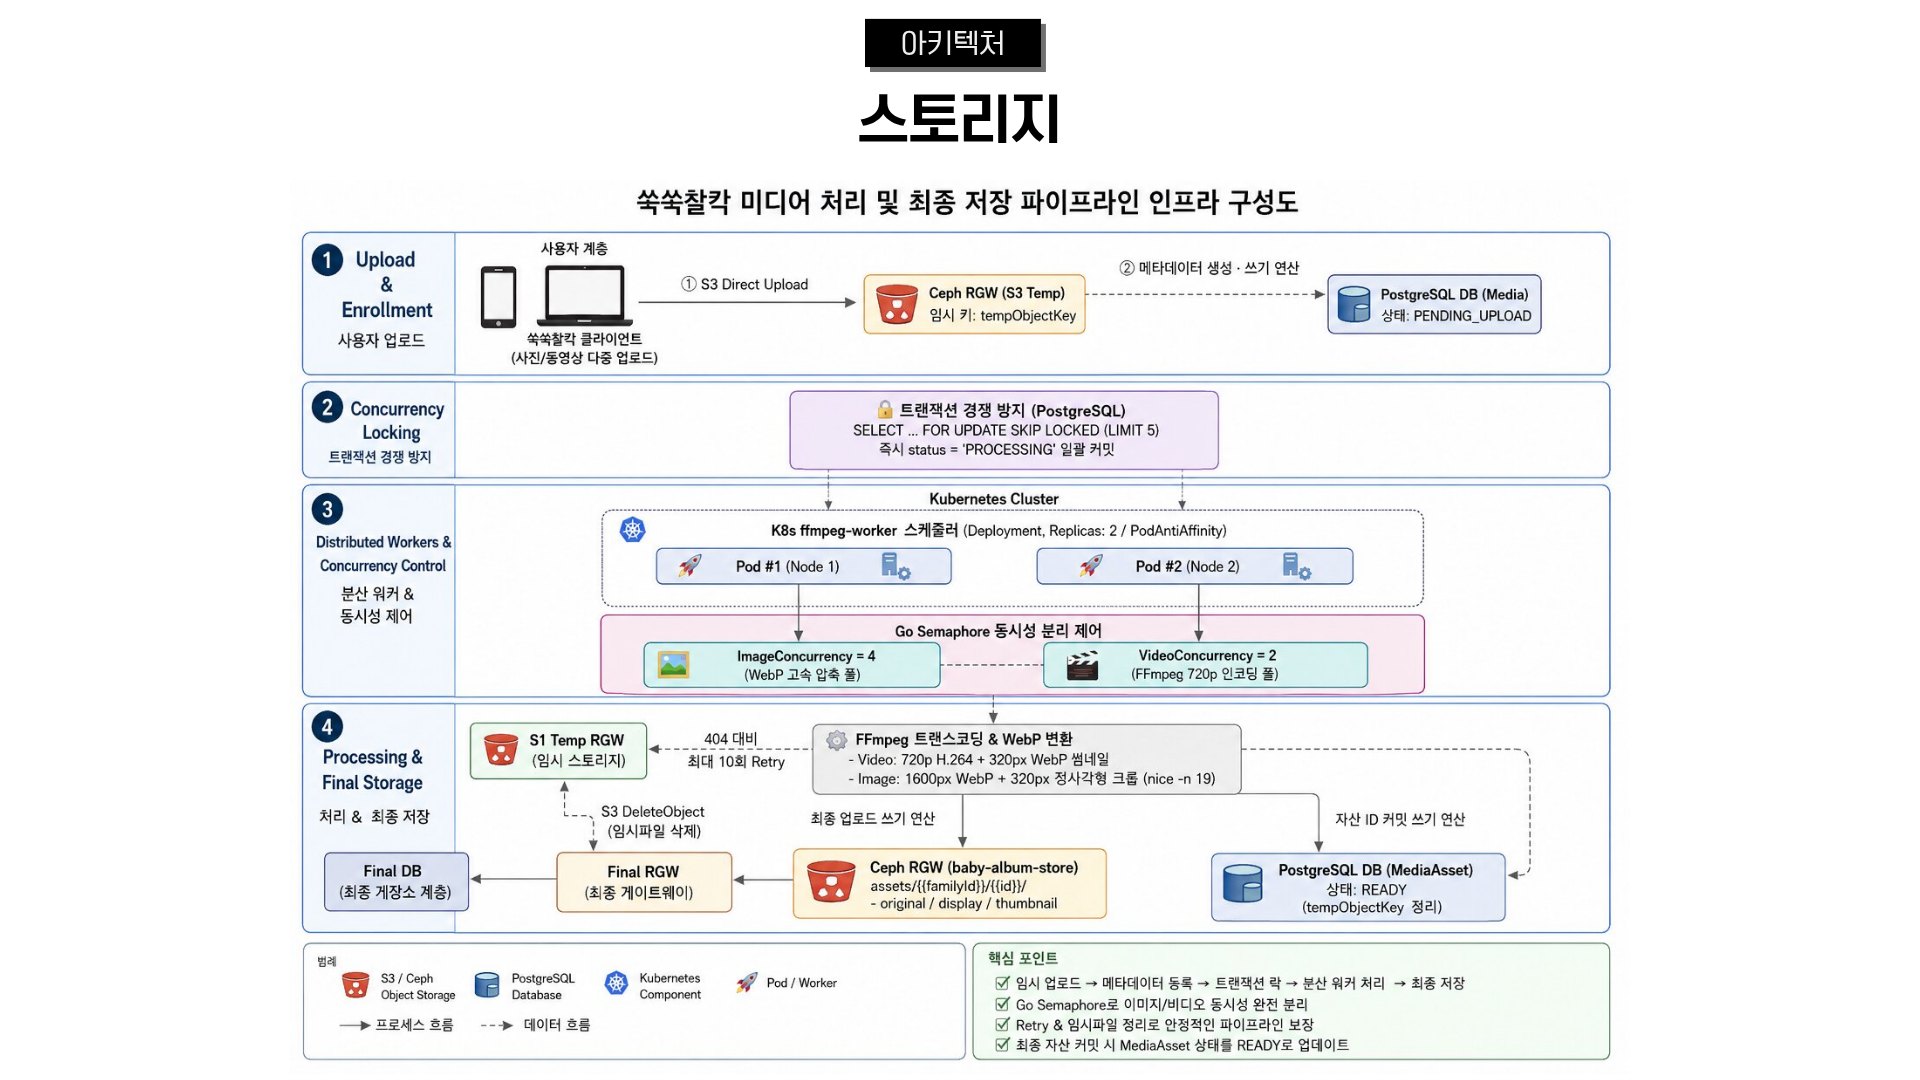 아키텍처
스토리지
쑥쑥찰칵 미디어 처리 및 최종 저장 파이프라인 인프라 구성도
1 Upload
&
Enrollment
사용자 업로드
사용자 계층
쑥쑥찰칵 클라이언트
(사진/동영상 다중 업로드)
① S3 Direct Upload
Ceph RGW (S3 Temp)
임시 키: tempObjectKey
② 메타데이터 생성 · 쓰기 연산
PostgreSQL DB (Media)
상태: PENDING_UPLOAD
2 Concurrency
Locking
트랜잭션 경쟁 방지
트랜잭션 경쟁 방지 (PostgreSQL)
SELECT ... FOR UPDATE SKIP LOCKED (LIMIT 5)
즉시 status = 'PROCESSING' 일괄 커밋
3
Distributed Workers &
Concurrency Control
분산 워커 &
동시성 제어
Kubernetes Cluster
K8s ffmpeg-worker 스케줄러 (Deployment, Replicas: 2 / PodAntiAffinity)
Pod #1 (Node 1)
Pod #2 (Node 2)
Go Semaphore 동시성 분리 제어
ImageConcurrency = 4
(WebP 고속 압축 풀)
VideoConcurrency = 2
(FFmpeg 720p 인코딩 풀)
4
Processing &
Final Storage
처리 & 최종 저장
S1 Temp RGW
(임시 스토리지)
404 대비
최대 10회 Retry
FFmpeg 트랜스코딩 & WebP 변환
- Video: 720p H.264 + 320px WebP 썸네일
- Image: 1600px WebP + 320px 정사각형 크롭 (nice -n 19)
S3 DeleteObject
(임시파일 삭제)
최종 업로드 쓰기 연산
자산 ID 커밋 쓰기 연산
Final DB
(최종 게장소 계층)
Final RGW
(최종 게이트웨이)
Ceph RGW (baby-album-store)
assets/{{familyId}}/{{id}}/
- original / display / thumbnail
PostgreSQL DB (MediaAsset)
상태: READY
(tempObjectKey 정리)
범례
S3 / Ceph
Object Storage
PostgreSQL
Database
Kubernetes
Component
Pod / Worker
프로세스 흐름
데이터 흐름
핵심 포인트
임시 업로드 → 메타데이터 등록 → 트랜잭션 락 → 분산 워커 처리 → 최종 저장
Go Semaphore로 이미지/비디오 동시성 완전 분리
Retry & 임시파일 정리로 안정적인 파이프라인 보장
최종 자산 커밋 시 MediaAsset 상태를 READY로 업데이트